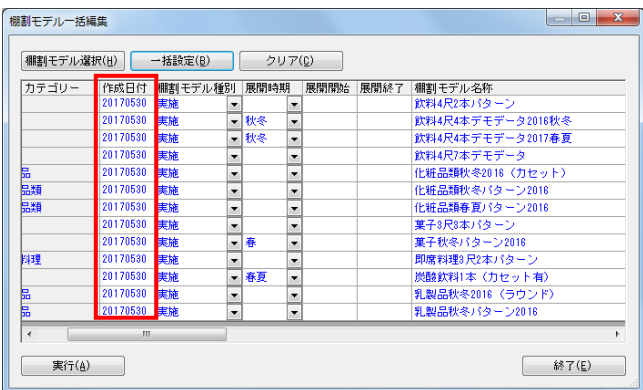 棚割モデル一括編集
棚割モデル選択(H) 一括設定(B) クリア(C)
カテゴリー 作成日付 棚割モデル種別 展開時期 展開開始 展開終了 棚割モデル名称
20170530 実施 飲料4尺2本パターン
20170530 実施 秋冬 飲料4尺4本デモデータ2016秋冬
20170530 実施 秋冬 飲料4尺4本デモデータ2017春夏
20170530 実施 飲料4尺7本デモデータ
品 20170530 実施 化粧品類秋冬2016（カセット）
品類 20170530 実施 化粧品類秋冬パターン2016
品類 20170530 実施 化粧品類春夏パターン2016
20170530 実施 菓子3尺3本パターン
20170530 実施 春 菓子秋冬パターン2016
料理 20170530 実施 即席料理3尺2本パターン
20170530 実施 春夏 炭酸飲料1本（カセット有）
品 20170530 実施 乳製品秋冬2016（ラウンド）
品 20170530 実施 乳製品秋冬パターン2016
実行(A) 終了(E)